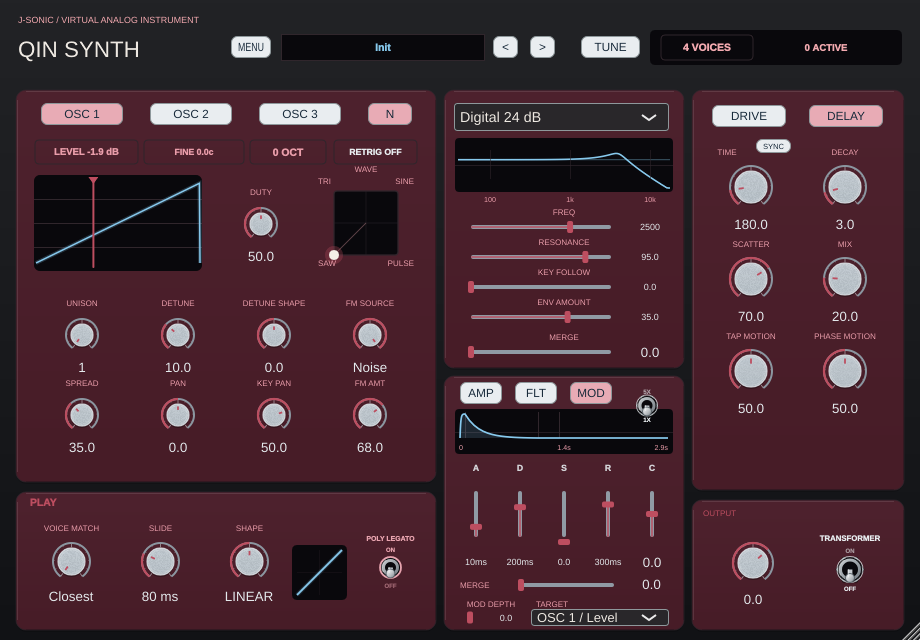 J-SONIC / VIRTUAL ANALOG INSTRUMENT
QIN SYNTH
MENU
Init
<
>
TUNE
4 VOICES
0 ACTIVE
OSC 1
OSC 2
OSC 3
N
LEVEL -1.9 dB
FINE 0.0c
0 OCT
RETRIG OFF
WAVE
TRI
SINE
DUTY
50.0
SAW
PULSE
UNISON
DETUNE
DETUNE SHAPE
FM SOURCE
1
10.0
0.0
Noise
SPREAD
PAN
KEY PAN
FM AMT
35.0
0.0
50.0
68.0
PLAY
VOICE MATCH
SLIDE
SHAPE
POLY LEGATO
ON
OFF
Closest
80 ms
LINEAR
Digital 24 dB
100
1k
10k
FREQ
2500
RESONANCE
95.0
KEY FOLLOW
0.0
ENV AMOUNT
35.0
MERGE
0.0
AMP
FLT
MOD
5X
1X
0
1.4s
2.9s
A
D
S
R
C
10ms
200ms
0.0
300ms
0.0
MERGE
0.0
MOD DEPTH
TARGET
0.0
OSC 1 / Level
DRIVE
DELAY
SYNC
TIME
DECAY
180.0
3.0
SCATTER
MIX
70.0
20.0
TAP MOTION
PHASE MOTION
50.0
50.0
OUTPUT
0.0
TRANSFORMER
ON
OFF